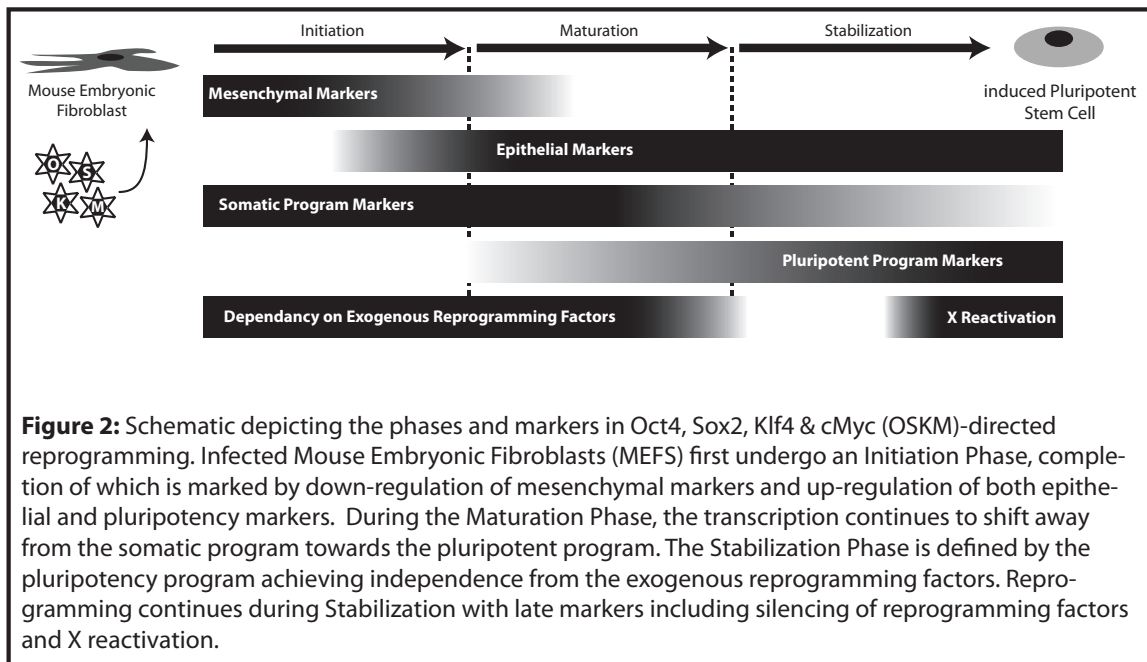 Initiation
Maturation
Stabilization
Mouse Embryonic
Fibroblast
induced Pluripotent
Stem Cell
O
S
K
M
Mesenchymal Markers
Epithelial Markers
Somatic Program Markers
Pluripotent Program Markers
Dependancy on Exogenous Reprogramming Factors
X Reactivation
Figure 2: Schematic depicting the phases and markers in Oct4, Sox2, Klf4 & cMyc (OSKM)-directed
reprogramming. Infected Mouse Embryonic Fibroblasts (MEFS) first undergo an Initiation Phase, comple-
tion of which is marked by down-regulation of mesenchymal markers and up-regulation of both epithe-
lial and pluripotency markers.  During the Maturation Phase, the transcription continues to shift away
from the somatic program towards the pluripotent program. The Stabilization Phase is defined by the
pluripotency program achieving independence from the exogenous reprogramming factors. Repro-
gramming continues during Stabilization with late markers including silencing of reprogramming factors
and X reactivation.